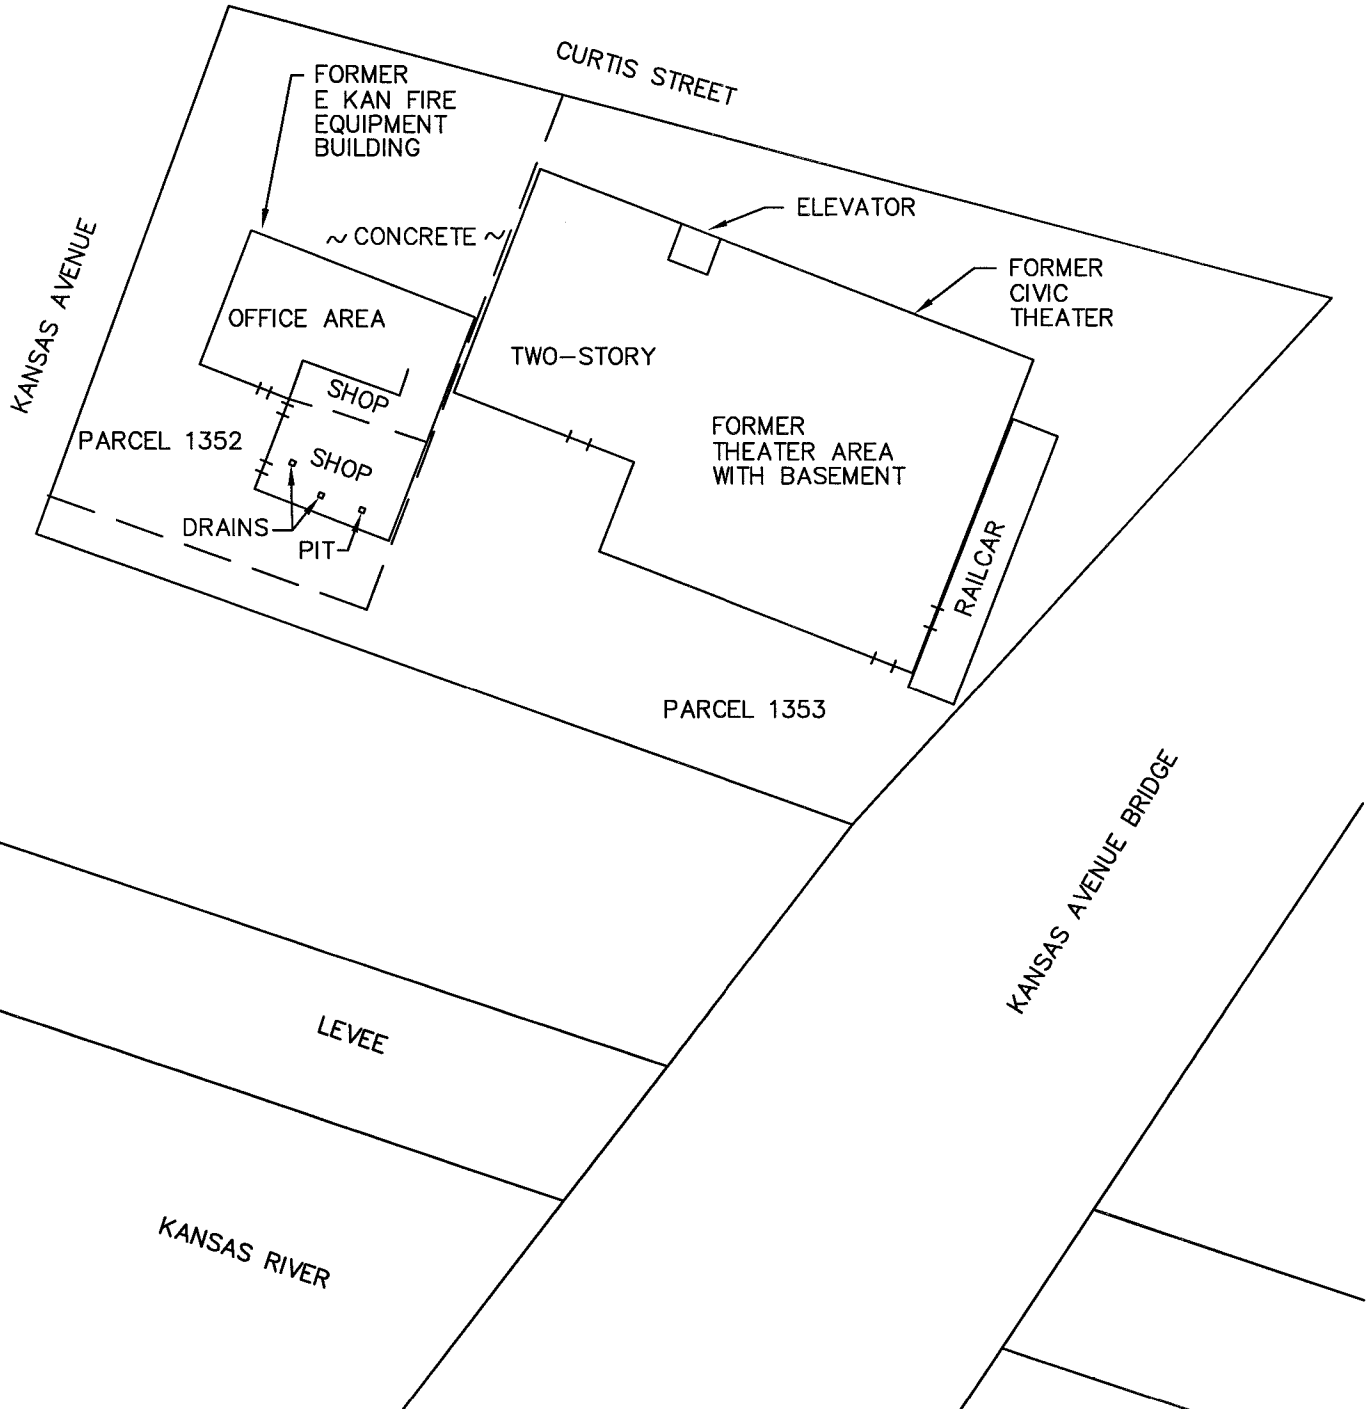 CURTIS STREET
FORMER
E KAN FIRE
EQUIPMENT
BUILDING
KANSAS AVENUE
~ CONCRETE ~
ELEVATOR
FORMER
CIVIC
THEATER
OFFICE AREA
TWO-STORY
SHOP
PARCEL 1352
SHOP
FORMER
THEATER AREA
WITH BASEMENT
DRAINS
PIT
RAILCAR
PARCEL 1353
KANSAS AVENUE BRIDGE
LEVEE
KANSAS RIVER